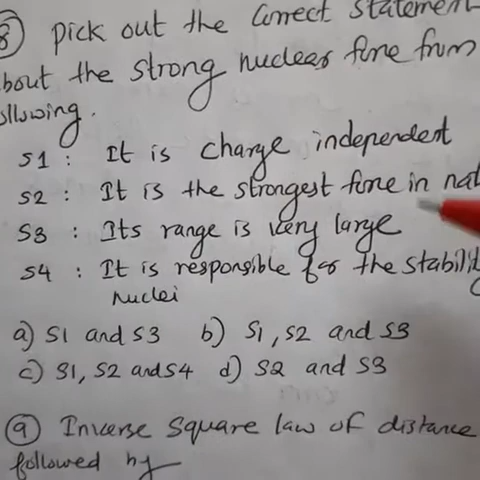 8) pick out the Correct Statement
bout the strong nuclear force from
ollowing.
S1 : It is charge independent
S2 : It is the strongest force in nat
S3 : Its range is very large
S4 : It is responsible for the stabili
nuclei
a) S1 and S3 b) S1, S2 and S3
c) S1, S2 and S4 d) S2 and S3
9 Inverse square law of distance
followed by